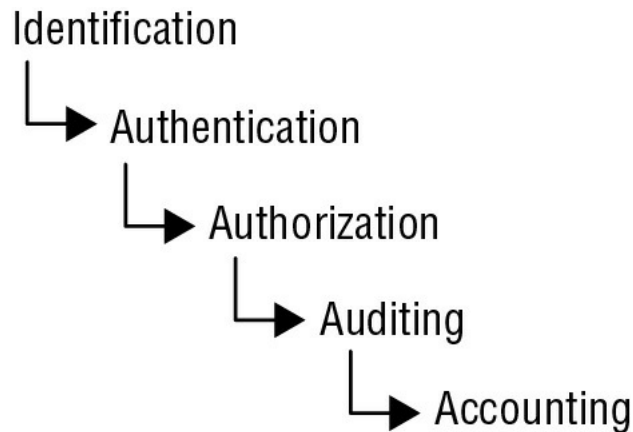 Identification
Authentication
Authorization
Auditing
Accounting